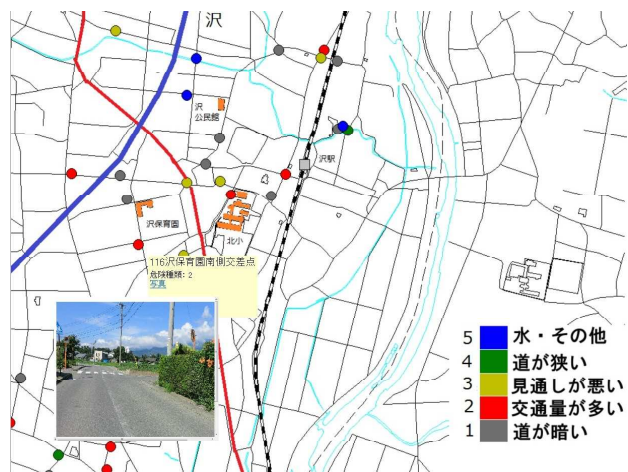 沢
沢
公民館
沢駅
沢保育園
北小
116沢保育園南側交差点
危険種類: 2
写真
5 水・その他
4 道が狭い
3 見通しが悪い
2 交通量が多い
1 道が暗い